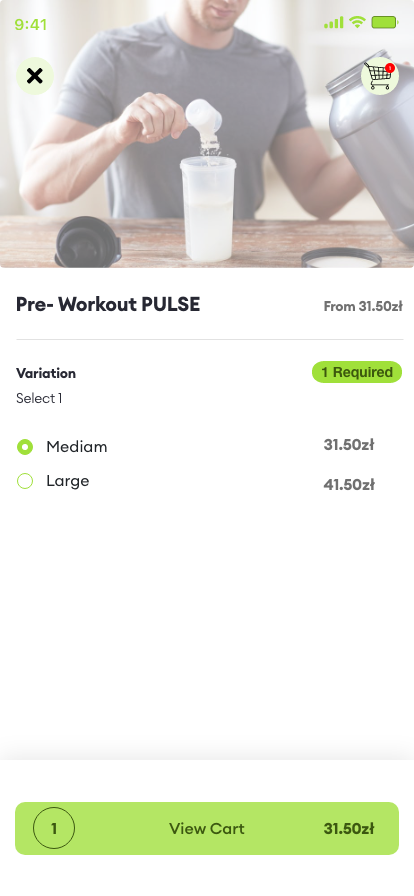 9:41
1
Pre- Workout PULSE From 31.50zł
Variation 1 Required
Select 1
Mediam 31.50zł
Large 41.50zł
1 View Cart 31.50zł